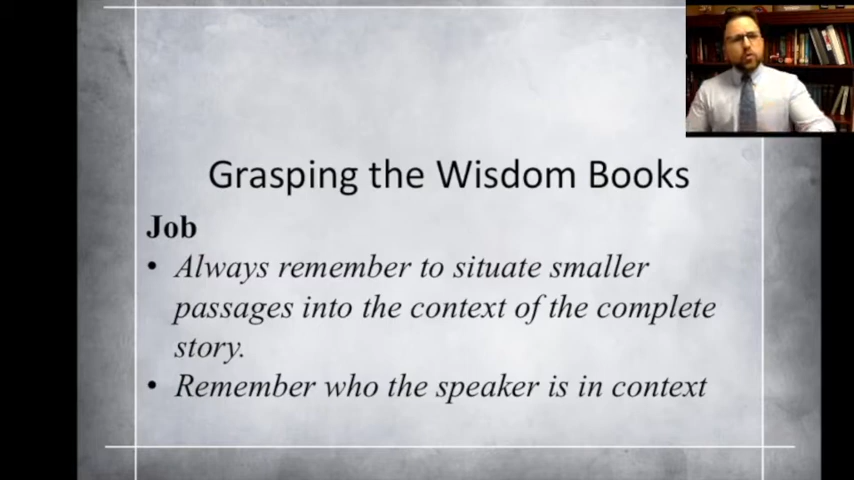 Grasping the Wisdom Books
Job
• Always remember to situate smaller
passages into the context of the complete
story.
• Remember who the speaker is in context